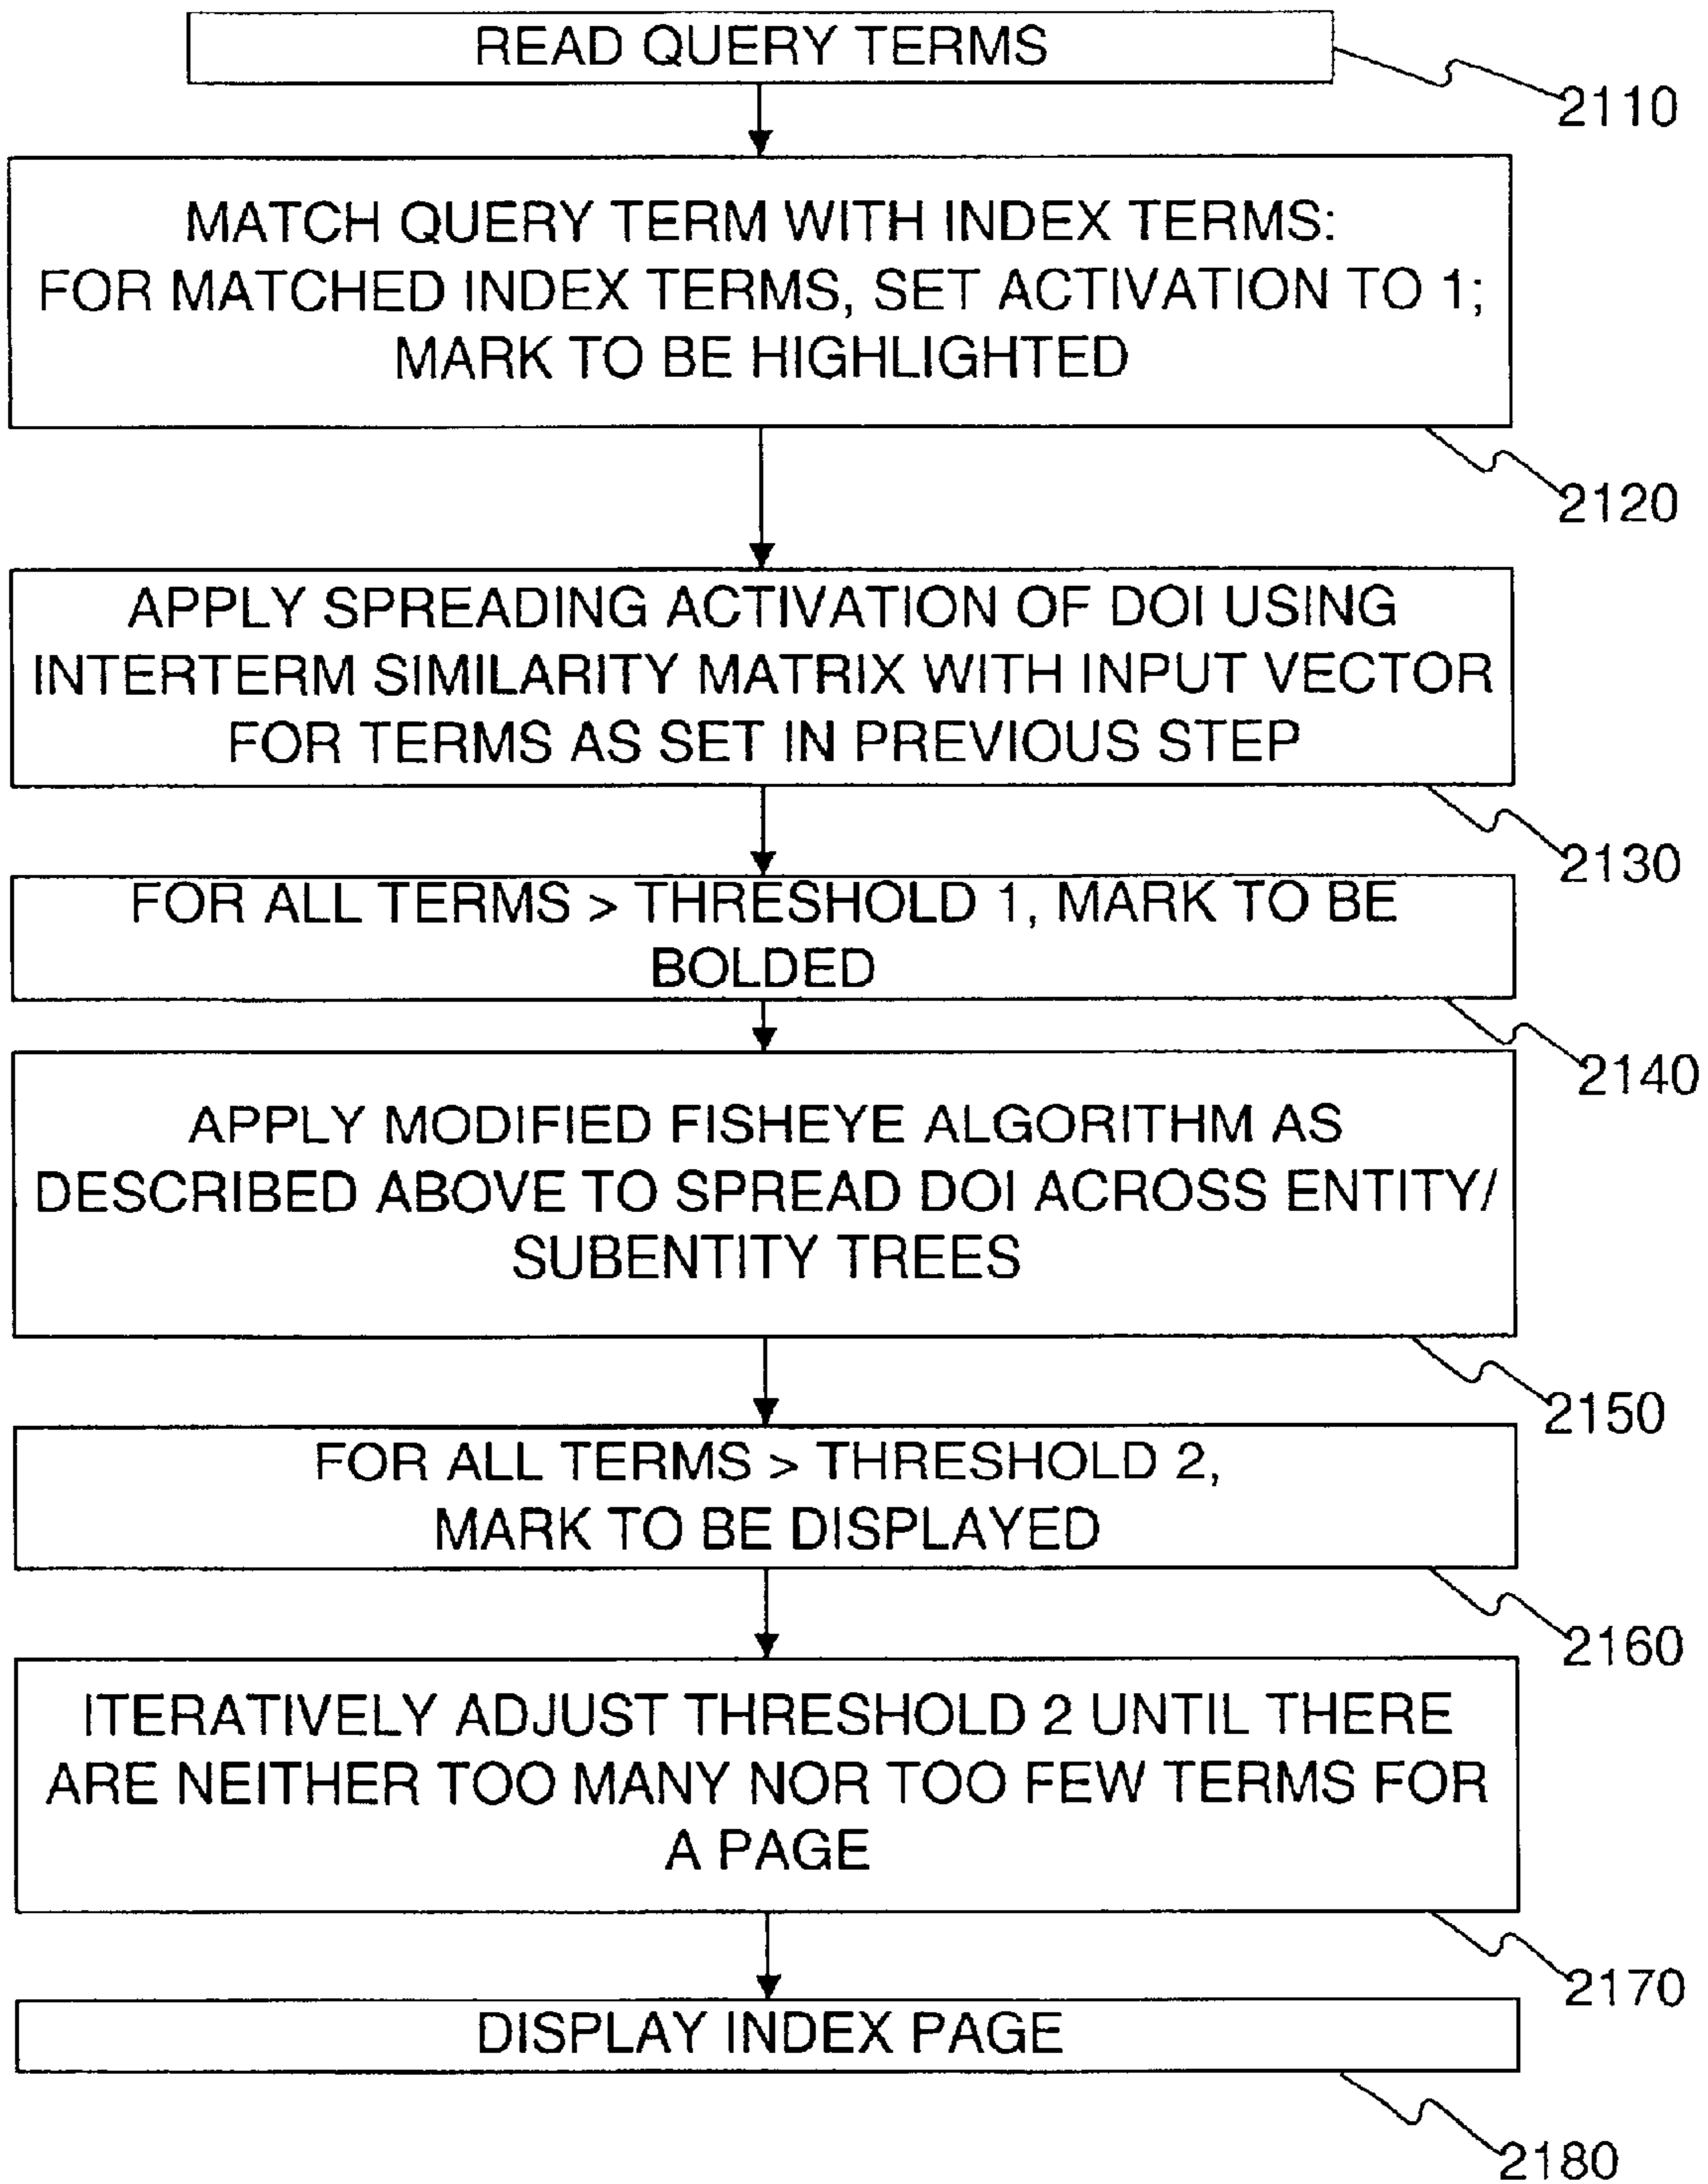 READ QUERY TERMS
2110
MATCH QUERY TERM WITH INDEX TERMS:
FOR MATCHED INDEX TERMS, SET ACTIVATION TO 1;
MARK TO BE HIGHLIGHTED
2120
APPLY SPREADING ACTIVATION OF DOI USING
INTERTERM SIMILARITY MATRIX WITH INPUT VECTOR
FOR TERMS AS SET IN PREVIOUS STEP
2130
FOR ALL TERMS > THRESHOLD 1, MARK TO BE
BOLDED
2140
APPLY MODIFIED FISHEYE ALGORITHM AS
DESCRIBED ABOVE TO SPREAD DOI ACROSS ENTITY/
SUBENTITY TREES
2150
FOR ALL TERMS > THRESHOLD 2,
MARK TO BE DISPLAYED
2160
ITERATIVELY ADJUST THRESHOLD 2 UNTIL THERE
ARE NEITHER TOO MANY NOR TOO FEW TERMS FOR
A PAGE
2170
DISPLAY INDEX PAGE
2180